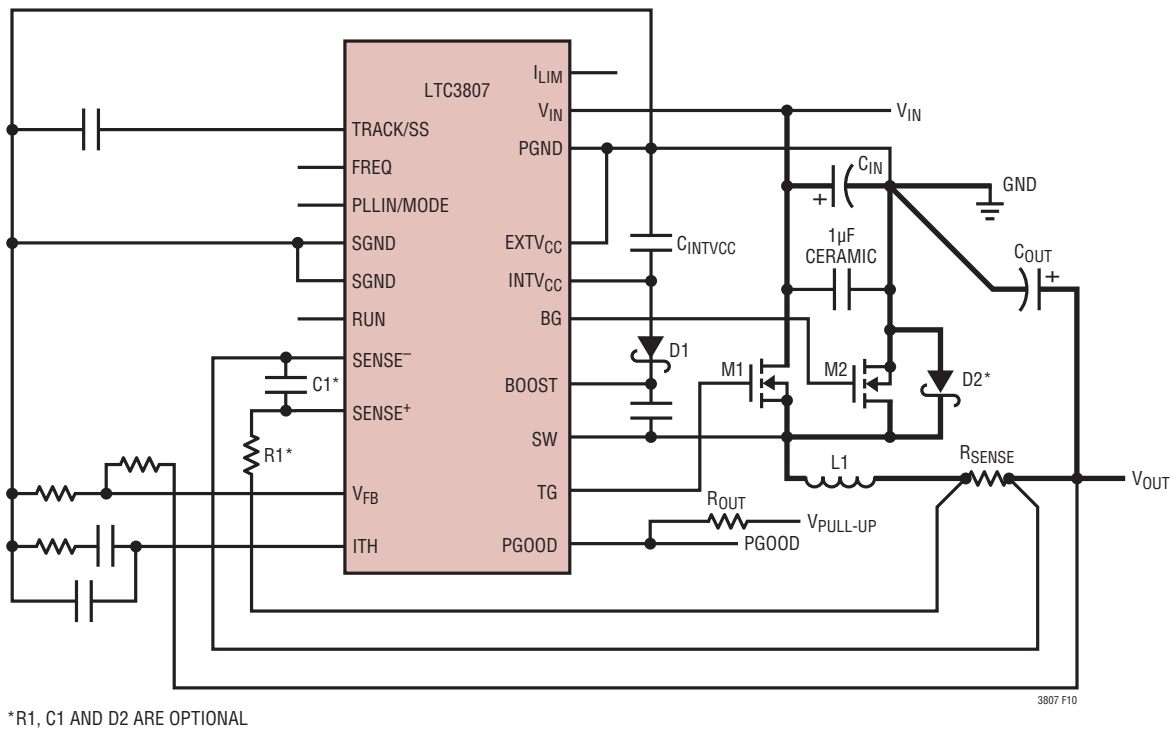 LTC3807
TRACK/SS
FREQ
PLLIN/MODE
SGND
SGND
RUN
SENSE–
SENSE+
VFB
ITH
ILIM
VIN
PGND
EXTVCC
INTVCC
BG
BOOST
SW
TG
PGOOD
C1*
R1*
CINTVCC
D1
VIN
CIN
+
GND
1µF
CERAMIC
COUT
+
M1
M2
D2*
L1
RSENSE
VOUT
ROUT
VPULL-UP
PGOOD
3807 F10
*R1, C1 AND D2 ARE OPTIONAL